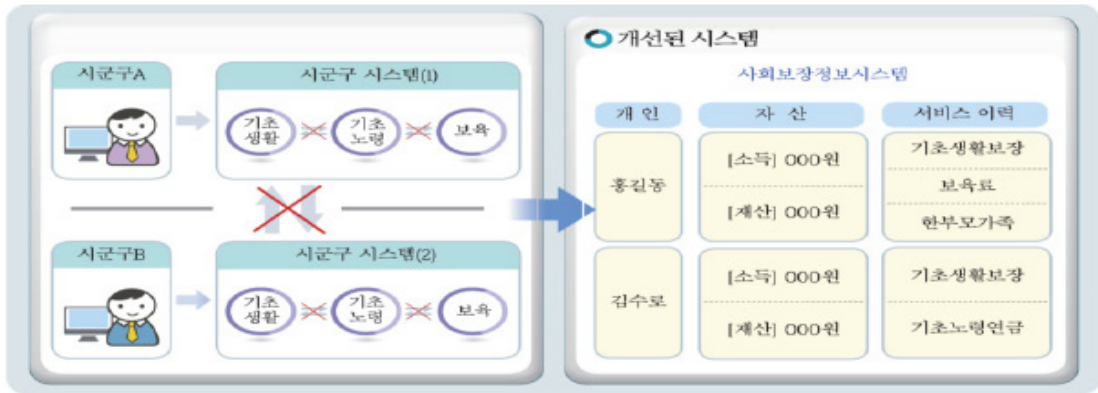 시군구A
시군구 시스템(1)
기초
생활
기초
노령
보육
시군구B
시군구 시스템(2)
기초
생활
기초
노령
보육
개선된 시스템
사회보장정보시스템
개 인
자 산
서비스 이력
홍길동
[소득] 000원
[재산] 000원
기초생활보장
보육료
한부모가족
김수로
[소득] 000원
[재산] 000원
기초생활보장
기초노령연금